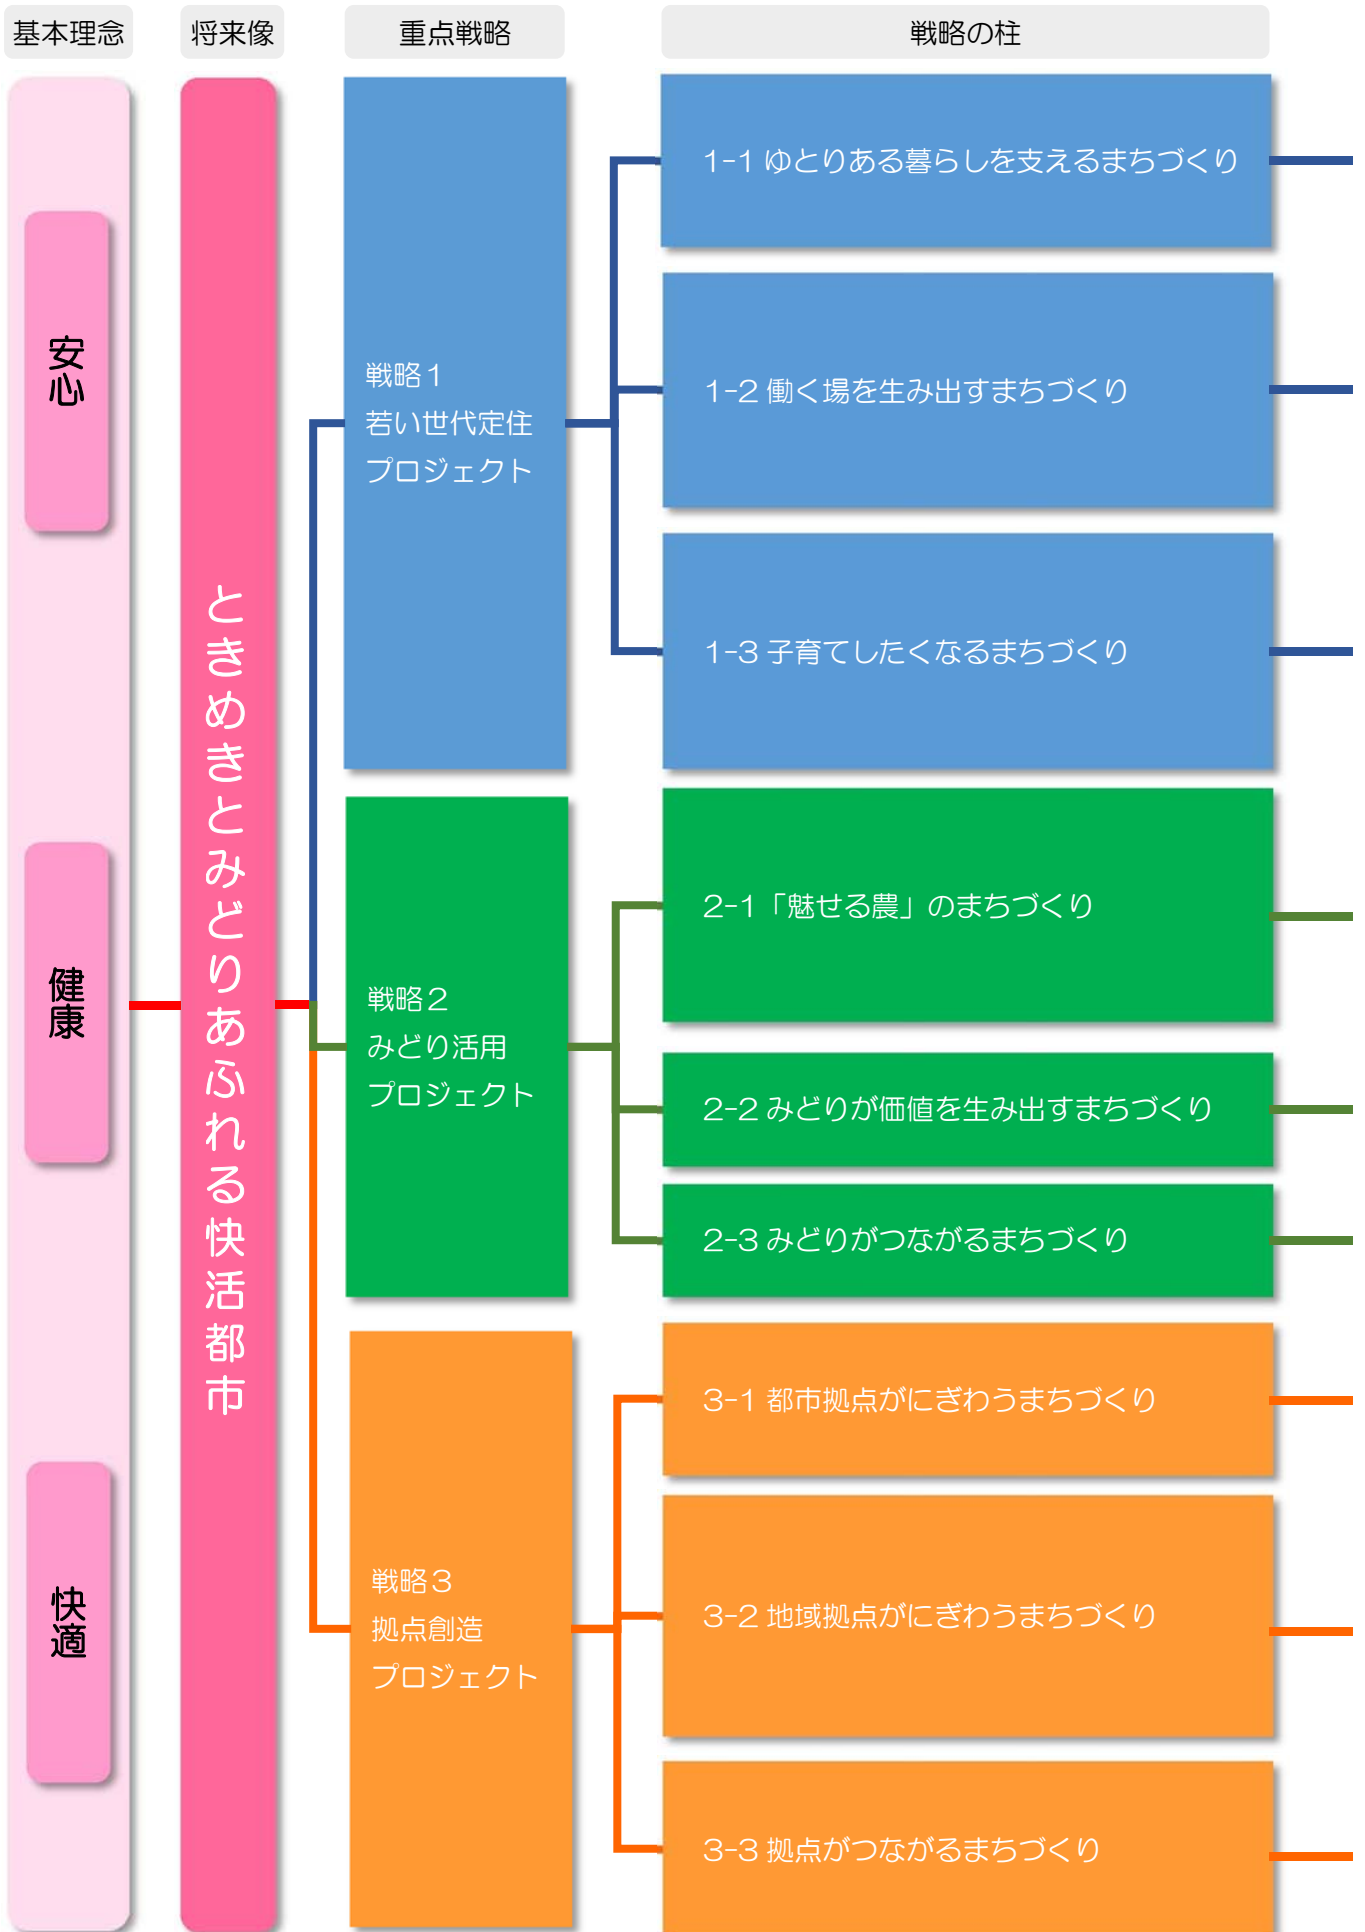 基本理念
将来像
重点戦略
戦略の柱
安心
健康
快適
ときめきとみどりあふれる快活都市
戦略1
若い世代定住
プロジェクト
1-1 ゆとりある暮らしを支えるまちづくり
1-2 働く場を生み出すまちづくり
1-3 子育てしたくなるまちづくり
戦略2
みどり活用
プロジェクト
2-1「魅せる農」のまちづくり
2-2 みどりが価値を生み出すまちづくり
2-3 みどりがつながるまちづくり
戦略3
拠点創造
プロジェクト
3-1 都市拠点がにぎわうまちづくり
3-2 地域拠点がにぎわうまちづくり
3-3 拠点がつながるまちづくり